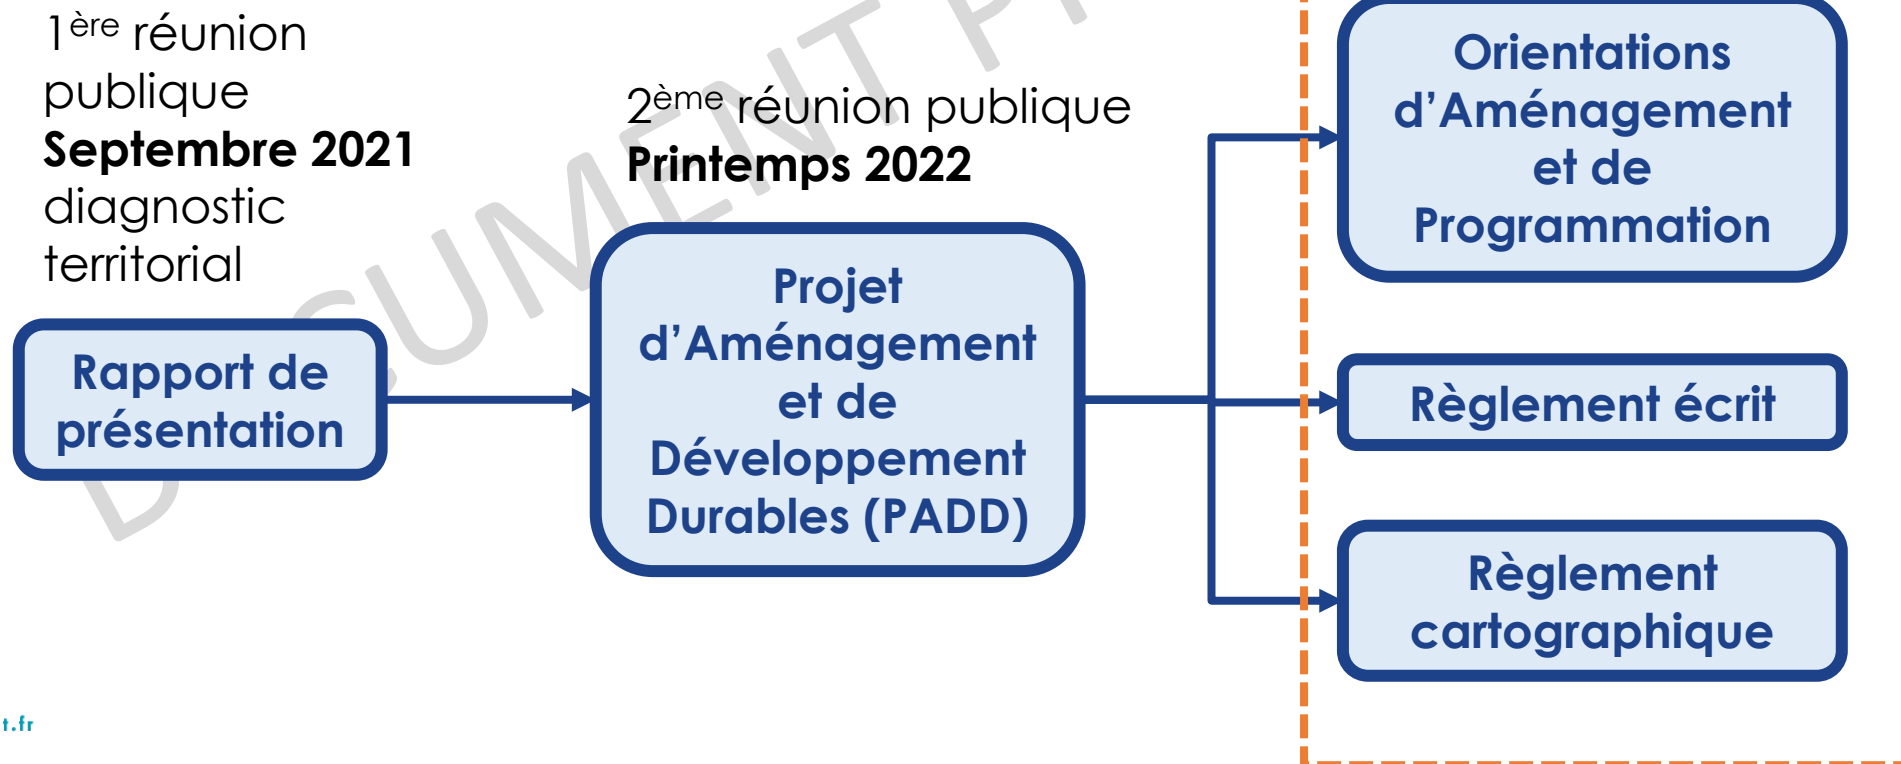 1ère réunion
publique
Septembre 2021
diagnostic
territorial
Rapport de
présentation
2ème réunion publique
Printemps 2022
Projet
d’Aménagement
et de
Développement
Durables (PADD)
Orientations
d’Aménagement
et de
Programmation
Règlement écrit
Règlement
cartographique
t.fr